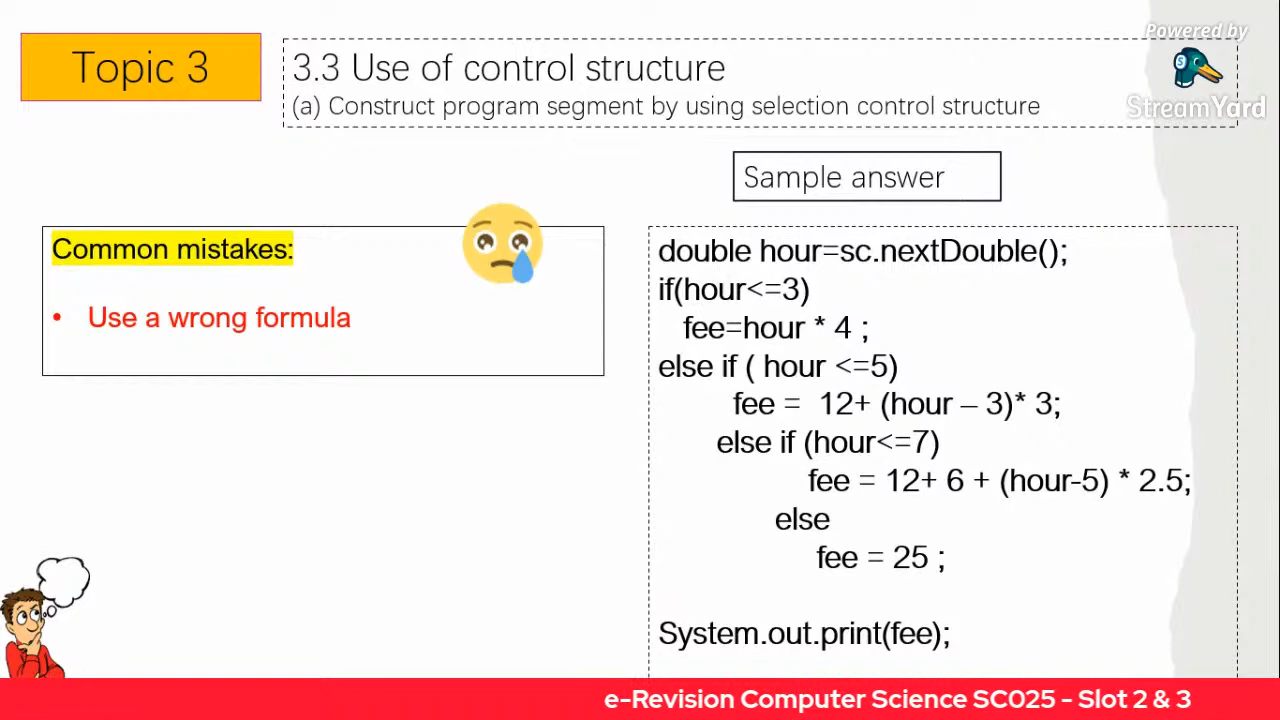 Powered by
Topic 3
3.3 Use of control structure
(a) Construct program segment by using selection control structure
StreamYard
Sample answer
Common mistakes:
• Use a wrong formula
double hour=sc.nextDouble();
if(hour<=3)
fee=hour * 4 ;
else if ( hour <=5)
fee = 12+ (hour – 3)* 3;
else if (hour<=7)
fee = 12+ 6 + (hour-5) * 2.5;
else
fee = 25 ;
System.out.print(fee);
e-Revision Computer Science SC025 - Slot 2 & 3